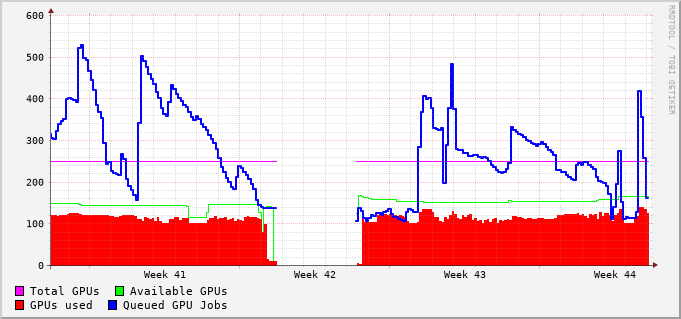 600
500
400
300
200
100
0
Week 41 Week 42 Week 43 Week 44
Total GPUs Available GPUs
GPUs used Queued GPU Jobs
RRDTOOL / TOBI OETIKER